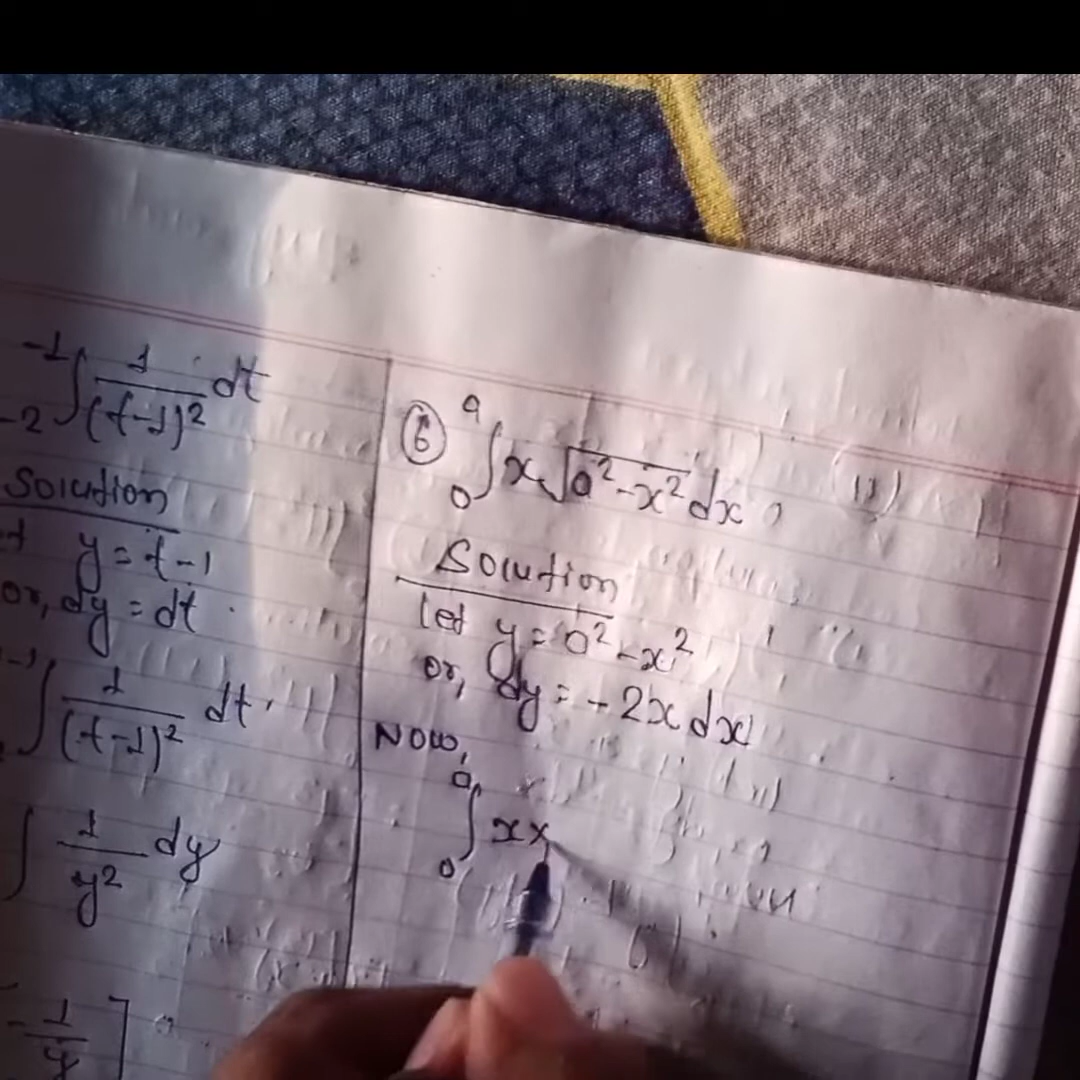 -1∫-2 1/(t-1)² dt
Solution
y = t-1
or, dy = dt
∫ 1/(t-1)² dt
∫ 1/y² dy
⑥ a∫0 x√a²-x² dx
Solution
let y = a²-x²
or, dy = -2x dx
Now,
a∫0 x×